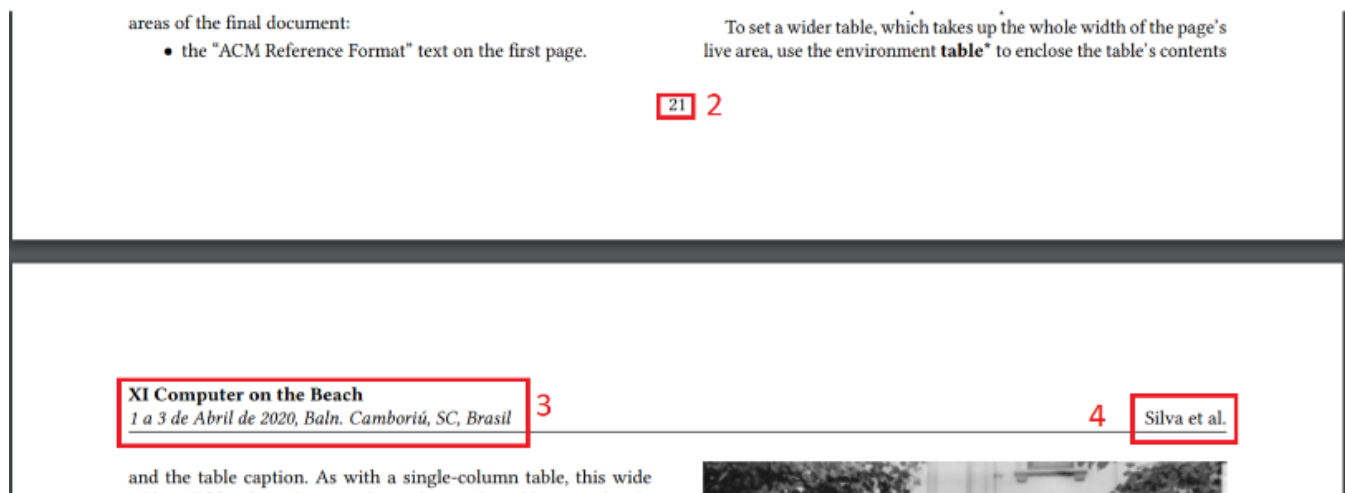 areas of the final document:
• the “ACM Reference Format” text on the first page.
To set a wider table, which takes up the whole width of the page’s
live area, use the environment table* to enclose the table’s contents
21 2
XI Computer on the Beach
1 a 3 de Abril de 2020, Baln. Camboriú, SC, Brasil
3
4
Silva et al.
and the table caption. As with a single-column table, this wide